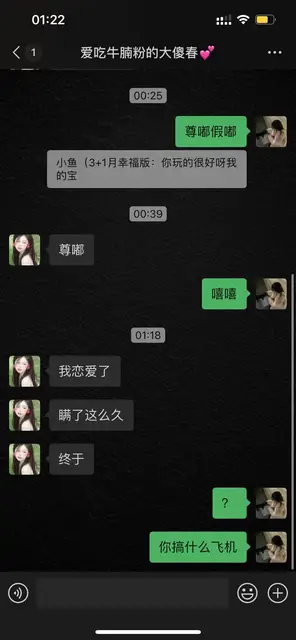 01:22
1
爱吃牛腩粉的大傻春💕
00:25
尊嘟假嘟
小鱼（3+1月幸福版：你玩的很好呀我
的宝
00:39
尊嘟
嘻嘻
01:18
我恋爱了
瞒了这么久
终于
？
你搞什么飞机